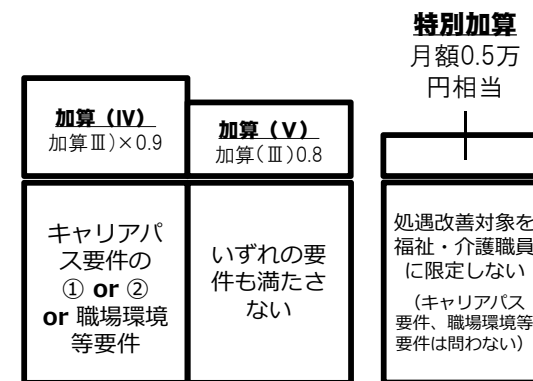 特別加算
月額0.5万
円相当
加算（Ⅳ）
加算Ⅲ)×0.9
加算（Ⅴ）
加算(Ⅲ)0.8
キャリアパ
ス要件の
① or ②
or 職場環境
等要件
いずれの要
件も満たさ
ない
処遇改善対象を
福祉・介護職員
に限定しない
（キャリアパス
要件、職場環境等
要件は問わない）